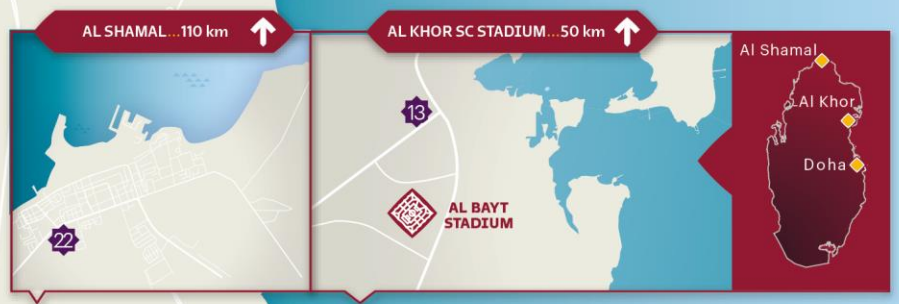 AL SHAMAL...110 km
AL KHOR SC STADIUM...50 km
22
13
AL BAYT
STADIUM
Al Shamal
Al Khor
Doha